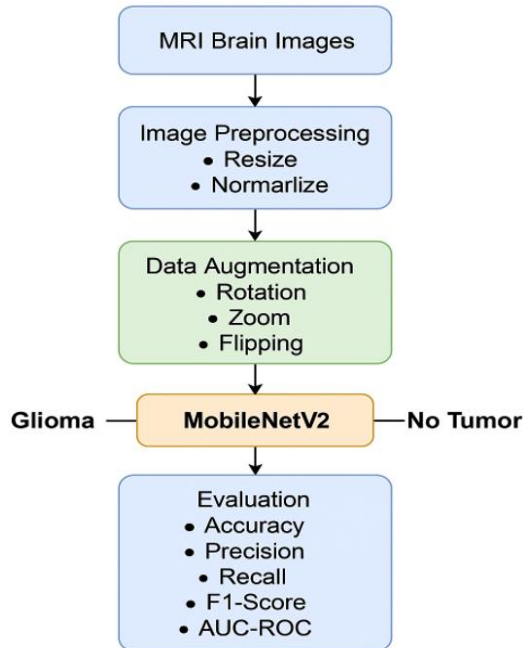 MRI Brain Images
Image Preprocessing
• Resize
• Normarlize
Data Augmentation
• Rotation
• Zoom
• Flipping
Glioma
MobileNetV2
No Tumor
Evaluation
• Accuracy
• Precision
• Recall
• F1-Score
• AUC-ROC